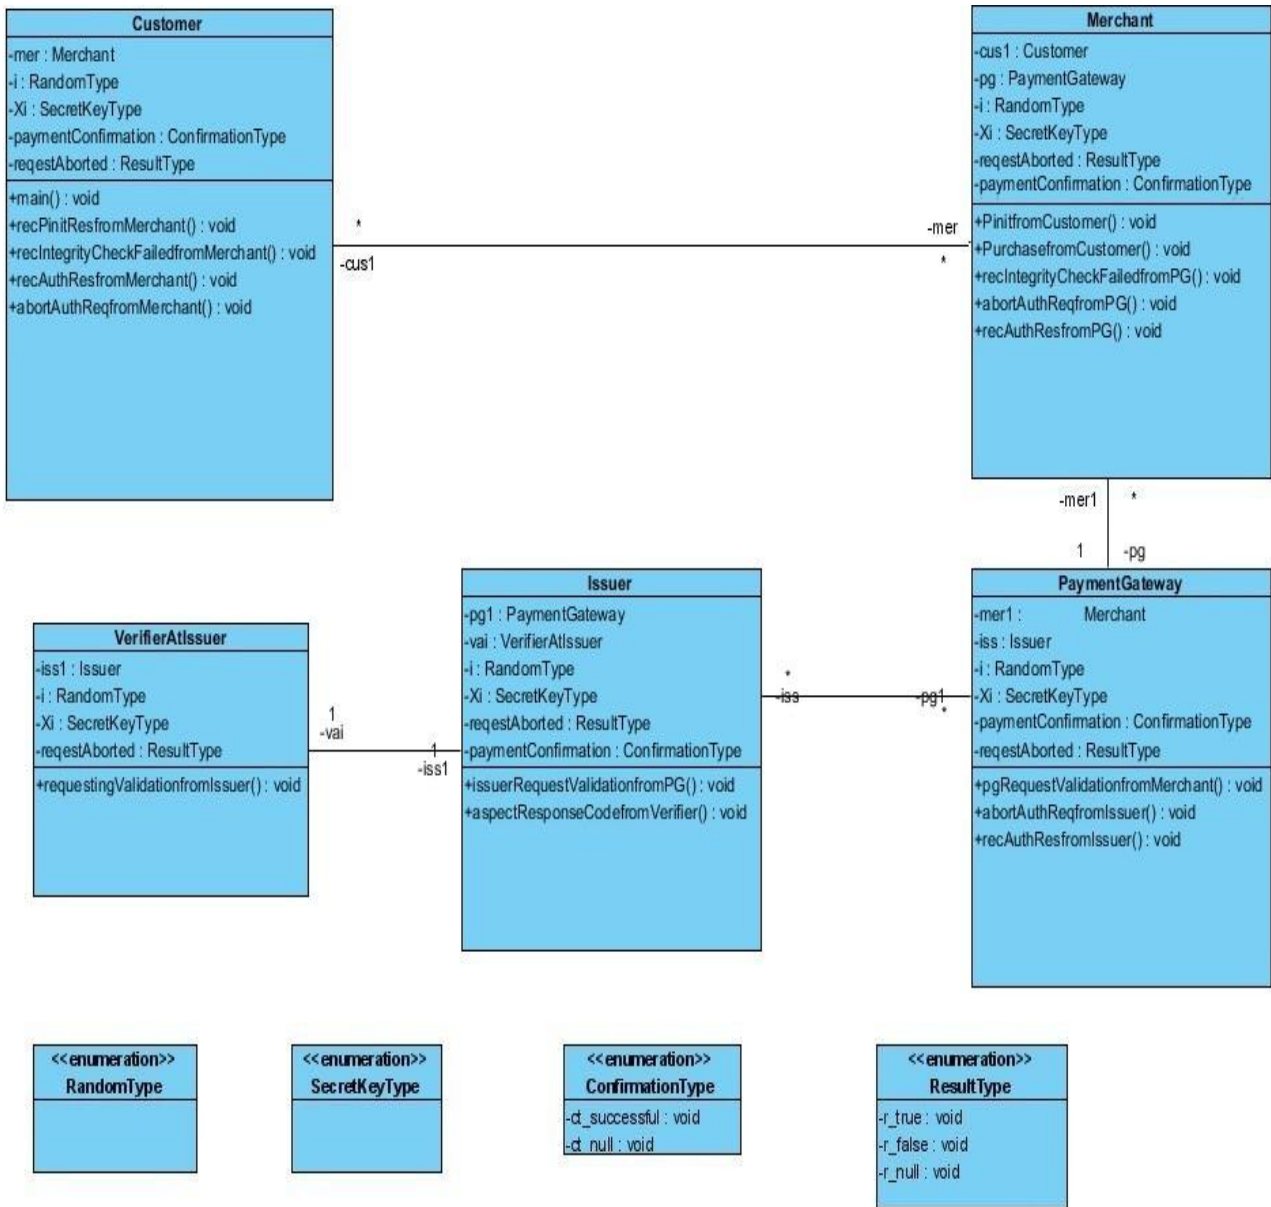 Customer
-mer : Merchant
-i : RandomType
-Xi : SecretKeyType
-paymentConfirmation : ConfirmationType
-reqestAborted : ResultType
+main() : void
+recPinitResfromMerchant() : void
+recIntegrityCheckFailedfromMerchant() : void
+recAuthResfromMerchant() : void
+abortAuthReqfromMerchant() : void
*
-cus1
-mer
*
Merchant
-cus1 : Customer
-pg : PaymentGateway
-i : RandomType
-Xi : SecretKeyType
-reqestAborted : ResultType
-paymentConfirmation : ConfirmationType
+PinitfromCustomer() : void
+PurchasefromCustomer() : void
+recIntegrityCheckFailedfromPG() : void
+abortAuthReqfromPG() : void
+recAuthResfromPG() : void
-mer1 *
1 -pg
VerifierAtIssuer
-iss1 : Issuer
-i : RandomType
-Xi : SecretKeyType
-reqestAborted : ResultType
+requestingValidationfromIssuer() : void
1
-vai
1
-iss1
Issuer
-pg1 : PaymentGateway
-vai : VerifierAtIssuer
-i : RandomType
-Xi : SecretKeyType
-reqestAborted : ResultType
-paymentConfirmation : ConfirmationType
+issuerRequestValidationfromPG() : void
+aspectResponseCodefromVerifier() : void
*
-iss
-pg1
*
PaymentGateway
-mer1 : Merchant
-iss : Issuer
-i : RandomType
-Xi : SecretKeyType
-paymentConfirmation : ConfirmationType
-reqestAborted : ResultType
+pgRequestValidationfromMerchant() : void
+abortAuthReqfromIssuer() : void
+recAuthResfromIssuer() : void
<<enumeration>>
RandomType
<<enumeration>>
SecretKeyType
<<enumeration>>
ConfirmationType
-ct_successful : void
-ct_null : void
<<enumeration>>
ResultType
-r_true : void
-r_false : void
-r_null : void